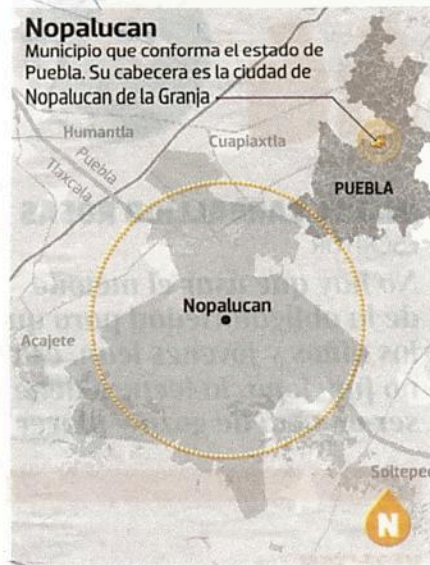 Nopalucan
Municipio que conforma el estado de
Puebla. Su cabecera es la ciudad de
Nopalucan de la Granja
Humantla
Cuapiaxtla
Puebla
Tlaxcala
PUEBLA
Nopalucan
Acajete
Soltepec
N